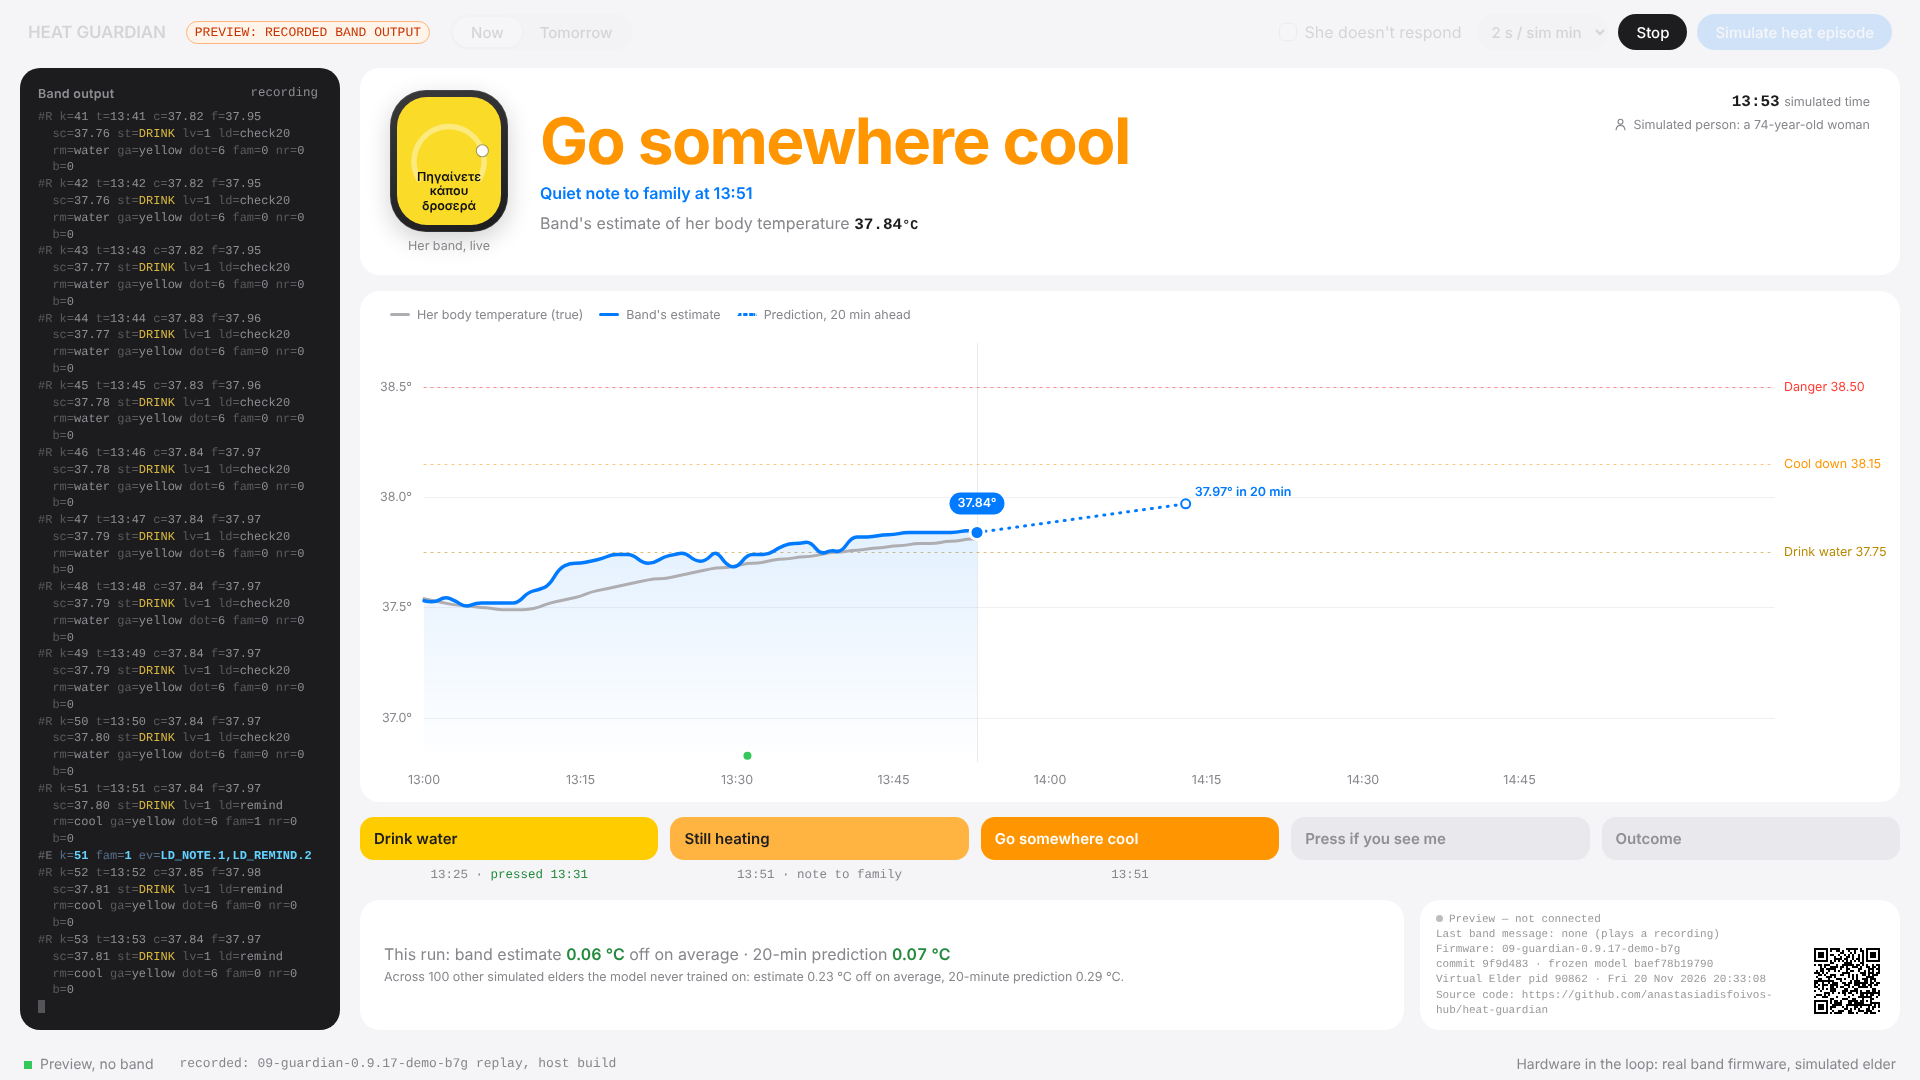 HEAT GUARDIAN
PREVIEW: RECORDED BAND OUTPUT
Now
Tomorrow
She doesn't respond
2 s / sim min
Stop
Simulate heat episode
Band output
recording
#R k=41 t=13:41 c=37.82 f=37.95
sc=37.76 st=DRINK lv=1 ld=check20
rm=water ga=yellow dot=6 fam=0 nr=0
b=0
#R k=42 t=13:42 c=37.82 f=37.95
sc=37.76 st=DRINK lv=1 ld=check20
rm=water ga=yellow dot=6 fam=0 nr=0
b=0
#R k=43 t=13:43 c=37.82 f=37.95
sc=37.77 st=DRINK lv=1 ld=check20
rm=water ga=yellow dot=6 fam=0 nr=0
b=0
#R k=44 t=13:44 c=37.83 f=37.96
sc=37.77 st=DRINK lv=1 ld=check20
rm=water ga=yellow dot=6 fam=0 nr=0
b=0
#R k=45 t=13:45 c=37.83 f=37.96
sc=37.78 st=DRINK lv=1 ld=check20
rm=water ga=yellow dot=6 fam=0 nr=0
b=0
#R k=46 t=13:46 c=37.84 f=37.97
sc=37.78 st=DRINK lv=1 ld=check20
rm=water ga=yellow dot=6 fam=0 nr=0
b=0
#R k=47 t=13:47 c=37.84 f=37.97
sc=37.79 st=DRINK lv=1 ld=check20
rm=water ga=yellow dot=6 fam=0 nr=0
b=0
#R k=48 t=13:48 c=37.84 f=37.97
sc=37.79 st=DRINK lv=1 ld=check20
rm=water ga=yellow dot=6 fam=0 nr=0
b=0
#R k=49 t=13:49 c=37.84 f=37.97
sc=37.79 st=DRINK lv=1 ld=check20
rm=water ga=yellow dot=6 fam=0 nr=0
b=0
#R k=50 t=13:50 c=37.84 f=37.97
sc=37.80 st=DRINK lv=1 ld=check20
rm=water ga=yellow dot=6 fam=0 nr=0
b=0
#R k=51 t=13:51 c=37.84 f=37.97
sc=37.80 st=DRINK lv=1 ld=remind
rm=cool ga=yellow dot=6 fam=1 nr=0
b=0
#E k=51 fam=1 ev=LD_NOTE.1,LD_REMIND.2
#R k=52 t=13:52 c=37.85 f=37.98
sc=37.81 st=DRINK lv=1 ld=remind
rm=cool ga=yellow dot=6 fam=0 nr=0
b=0
#R k=53 t=13:53 c=37.84 f=37.97
sc=37.81 st=DRINK lv=1 ld=remind
rm=cool ga=yellow dot=6 fam=0 nr=0
b=0
Πηγαίνετε
κάπου
δροσερά
Her band, live
Go somewhere cool
Quiet note to family at 13:51
Band's estimate of her body temperature 37.84°C
13:53 simulated time
Simulated person: a 74-year-old woman
Her body temperature (true)
Band's estimate
Prediction, 20 min ahead
38.5°
Danger 38.50
Cool down 38.15
38.0°
37.84°
37.97° in 20 min
Drink water 37.75
37.5°
37.0°
13:00
13:15
13:30
13:45
14:00
14:15
14:30
14:45
Drink water
Still heating
Go somewhere cool
Press if you see me
Outcome
13:25 · pressed 13:31
13:51 · note to family
13:51
This run: band estimate 0.06 °C off on average · 20-min prediction 0.07 °C
Across 100 other simulated elders the model never trained on: estimate 0.23 °C off on average, 20-minute prediction 0.29 °C.
Preview — not connected
Last band message: none (plays a recording)
Firmware: 09-guardian-0.9.17-demo-b7g
commit 9f9d483 · frozen model baef78b19790
Virtual Elder pid 90862 · Fri 20 Nov 2026 20:33:08
Source code: https://github.com/anastasiadisfoivos-
hub/heat-guardian
Preview, no band
recorded: 09-guardian-0.9.17-demo-b7g replay, host build
Hardware in the loop: real band firmware, simulated elder